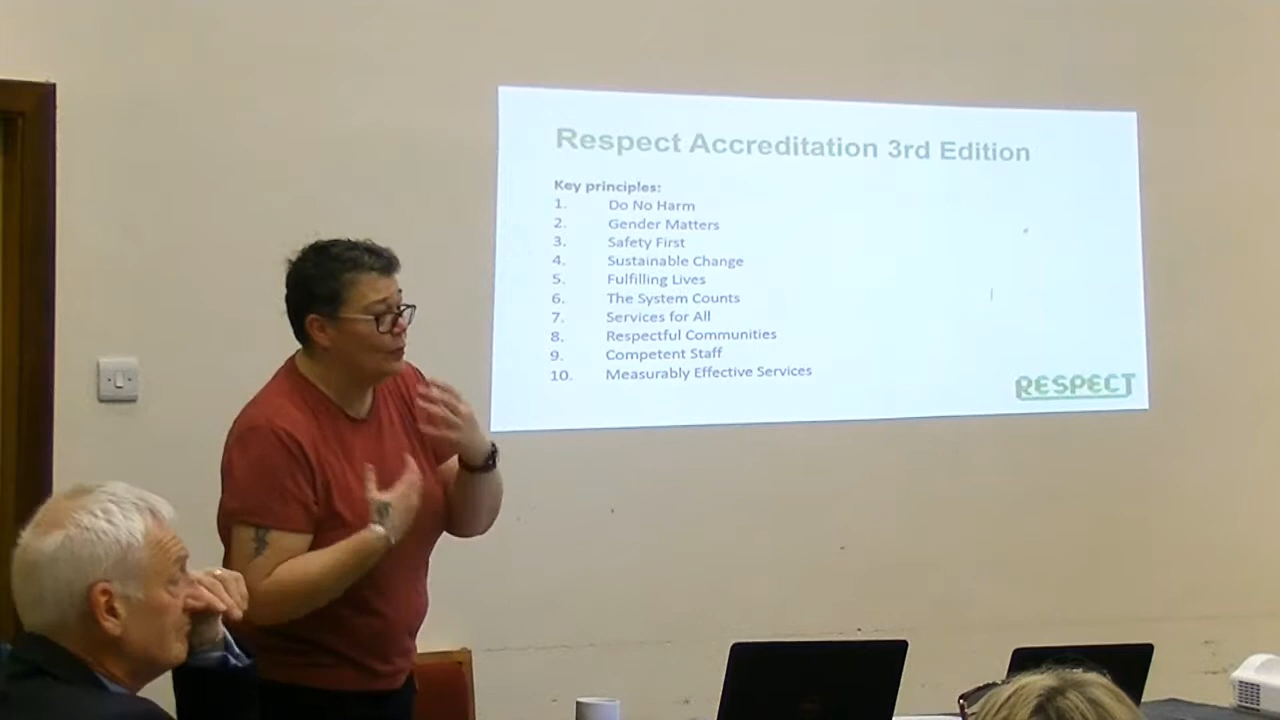 Respect Accreditation 3rd Edition
Key principles:
1. Do No Harm
2. Gender Matters
3. Safety First
4. Sustainable Change
5. Fulfilling Lives
6. The System Counts
7. Services for All
8. Respectful Communities
9. Competent Staff
10. Measurably Effective Services
RESPECT